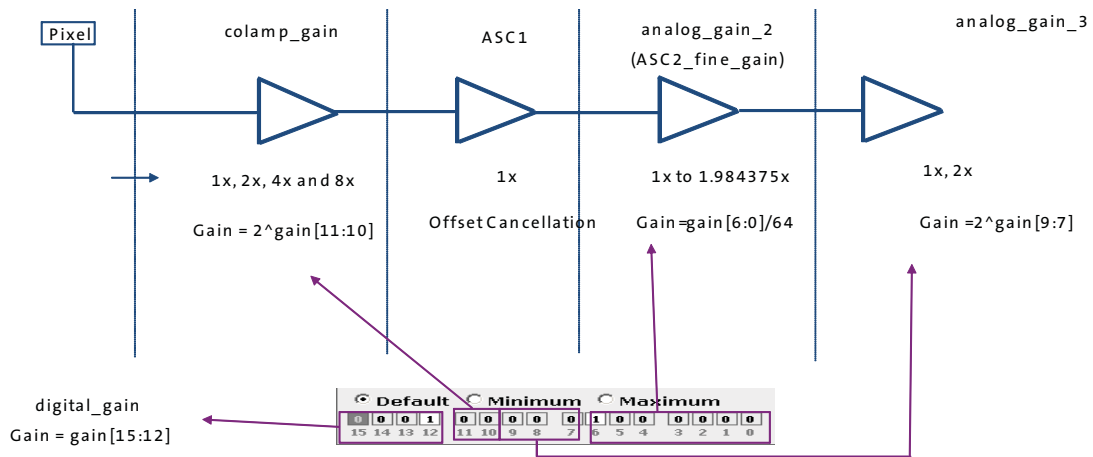 Pixel
colamp_gain
ASC1
analog_gain_2
(ASC2_fine_gain)
analog_gain_3
1x, 2x, 4x and 8x
1x
1x to 1.984375x
1x, 2x
Gain = 2^gain[11:10]
Offset Cancellation
Gain=gain[6:0]/64
Gain =2^gain[9:7]
digital_gain
Gain = gain[15:12]
Default Minimum Maximum
0 0 0 1 0 0 0 0 0 1 0 0 0 0 0 0
15 14 13 12 11 10 9 8 7 6 5 4 3 2 1 0